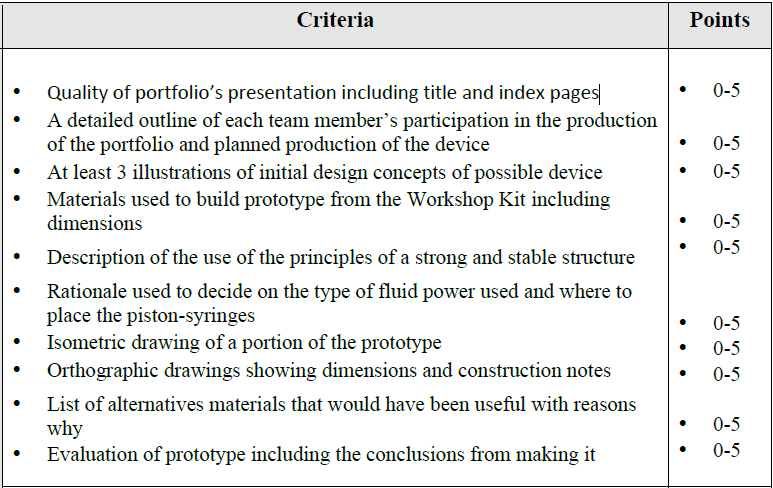 Criteria Points
• Quality of portfolio's presentation including title and index pages • 0-5
• A detailed outline of each team member's participation in the production
of the portfolio and planned production of the device • 0-5
• At least 3 illustrations of initial design concepts of possible device • 0-5
• Materials used to build prototype from the Workshop Kit including
dimensions • 0-5
• Description of the use of the principles of a strong and stable structure • 0-5
• Rationale used to decide on the type of fluid power used and where to
place the piston-syringes • 0-5
• Isometric drawing of a portion of the prototype • 0-5
• Orthographic drawings showing dimensions and construction notes • 0-5
• List of alternatives materials that would have been useful with reasons
why • 0-5
• Evaluation of prototype including the conclusions from making it • 0-5